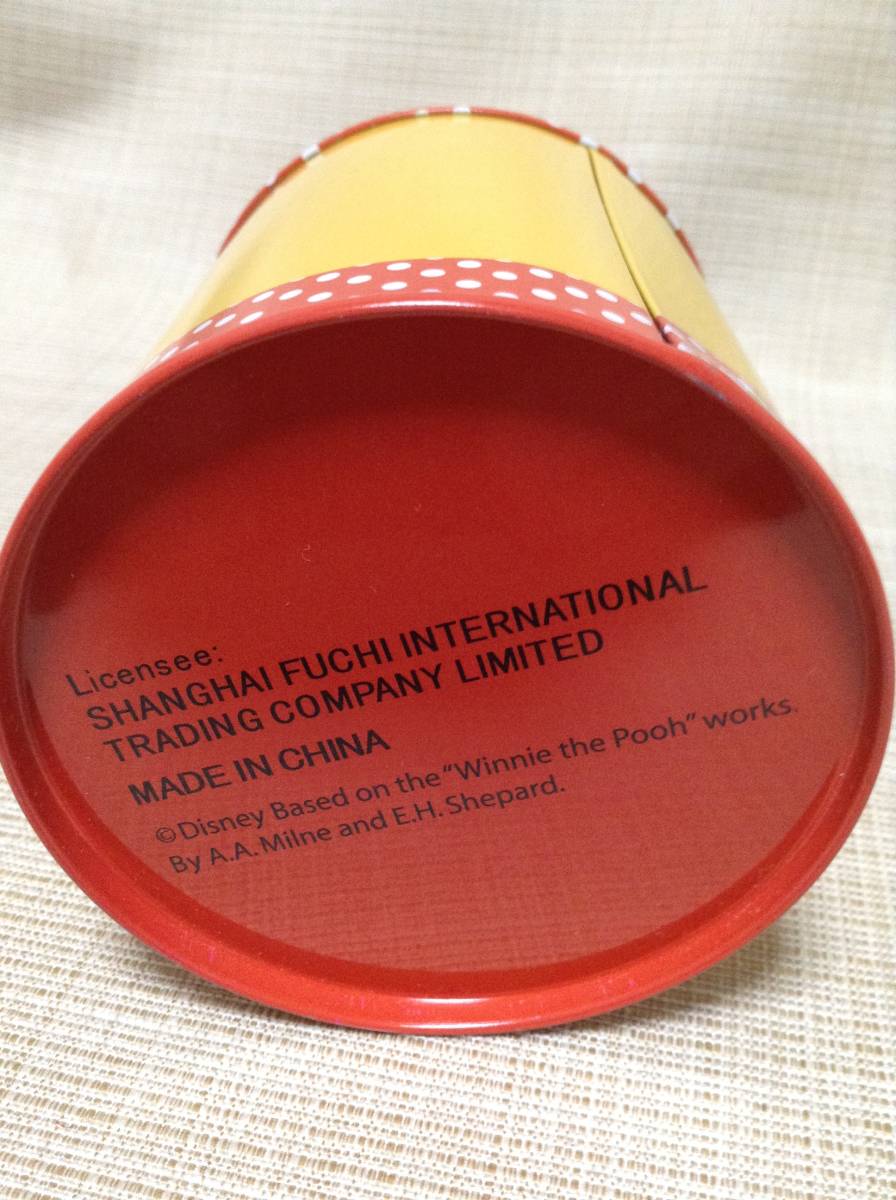 Licensee:
SHANGHAI FUCHI INTERNATIONAL
TRADING COMPANY LIMITED
MADE IN CHINA
©Disney Based on the "Winnie the Pooh" works.
By A.A. Milne and E.H. Shepard.